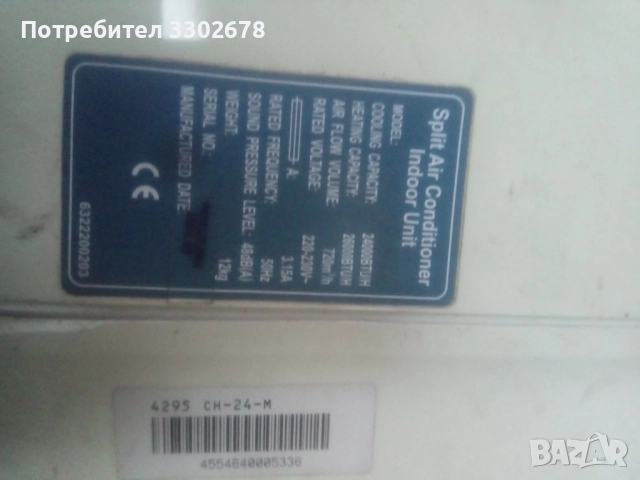 Потребител 3302678
Split Air Conditioner
Indoor Unit
MODEL:
COOLING CAPACITY: 24000BTU/H
HEATING CAPACITY: 26000BTU/H
AIR FLOW VOLUME:
RATED VOLTAGE: 220-230V~
A: 3.15A
RATED FREQUENCY: 50Hz
SOUND PRESSURE LEVEL: 48dB(A)
WEIGHT: 12kg
SERIAL NO.:
MANUFACTURED DATE:
CE
6322200203
4295 CH-24-M
4554640005336
BAZAR